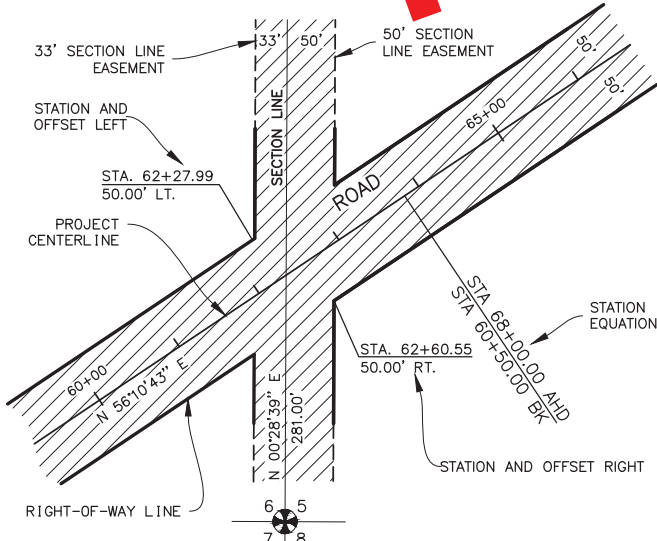 33' SECTION LINE
EASEMENT
33'
50'
50' SECTION
LINE EASEMENT
50'
50'
STATION AND
OFFSET LEFT
SECTION LINE
65+00
STA. 62+27.99
50.00' LT.
ROAD
PROJECT
CENTERLINE
STA 68+00.00 AHD
STA 60+50.00 BK
STATION
EQUATION
STA. 62+60.55
50.00' RT.
60+00
N 56°10'43" E
N 00°28'39" E
281.00'
STATION AND OFFSET RIGHT
RIGHT-OF-WAY LINE
6 5
7 8